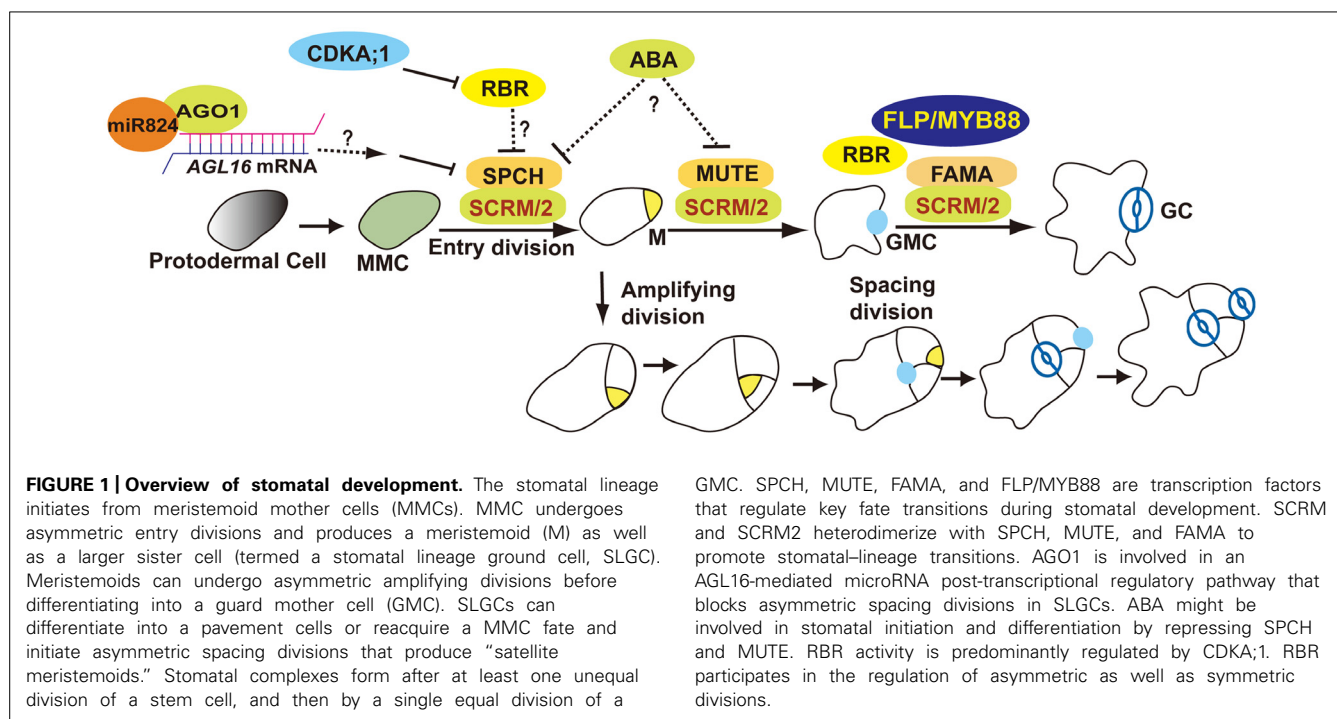 CDKA;1
ABA
RBR
?
miR824
AGO1
?
?
FLP/MYB88
RBR
AGL16 mRNA
SPCH
MUTE
FAMA
SCRM/2
SCRM/2
SCRM/2
GC
Protodermal Cell
MMC
Entry division
M
GMC
Amplifying
division
Spacing
division
FIGURE 1 | Overview of stomatal development. The stomatal lineage
initiates from meristemoid mother cells (MMCs). MMC undergoes
asymmetric entry divisions and produces a meristemoid (M) as well
as a larger sister cell (termed a stomatal lineage ground cell, SLGC).
Meristemoids can undergo asymmetric amplifying divisions before
differentiating into a guard mother cell (GMC). SLGCs can
differentiate into a pavement cells or reacquire a MMC fate and
initiate asymmetric spacing divisions that produce “satellite
meristemoids.” Stomatal complexes form after at least one unequal
division of a stem cell, and then by a single equal division of a
GMC. SPCH, MUTE, FAMA, and FLP/MYB88 are transcription factors
that regulate key fate transitions during stomatal development. SCRM
and SCRM2 heterodimerize with SPCH, MUTE, and FAMA to
promote stomatal–lineage transitions. AGO1 is involved in an
AGL16-mediated microRNA post-transcriptional regulatory pathway that
blocks asymmetric spacing divisions in SLGCs. ABA might be
involved in stomatal initiation and differentiation by repressing SPCH
and MUTE. RBR activity is predominantly regulated by CDKA;1. RBR
participates in the regulation of asymmetric as well as symmetric
divisions.